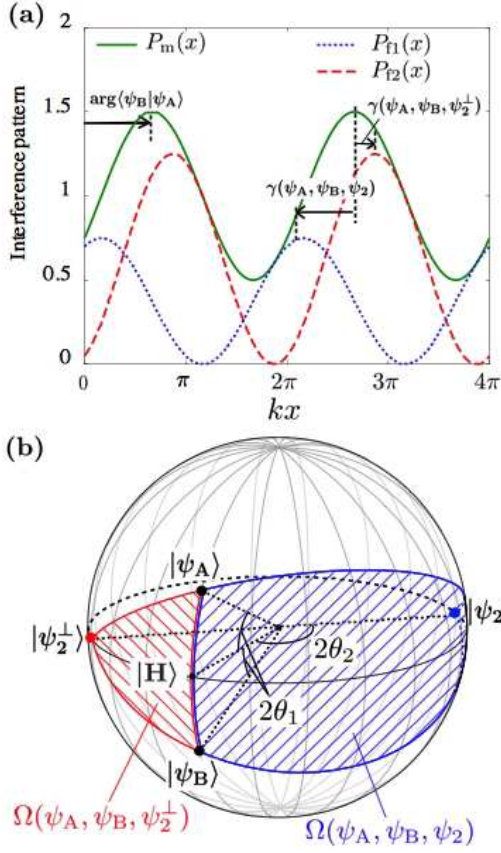 (a)
2
1.5
1
0.5
0
Interference pattern
P_m(x)
P_f1(x)
P_f2(x)
arg⟨ψ_B|ψ_A⟩
γ(ψ_A, ψ_B, ψ_2^⊥)
γ(ψ_A, ψ_B, ψ_2)
0 π 2π 3π 4π
kx
(b)
|ψ_A⟩
|ψ_2⟩
|ψ_2^⊥⟩
|H⟩
2θ_2
2θ_1
|ψ_B⟩
Ω(ψ_A, ψ_B, ψ_2^⊥)
Ω(ψ_A, ψ_B, ψ_2)